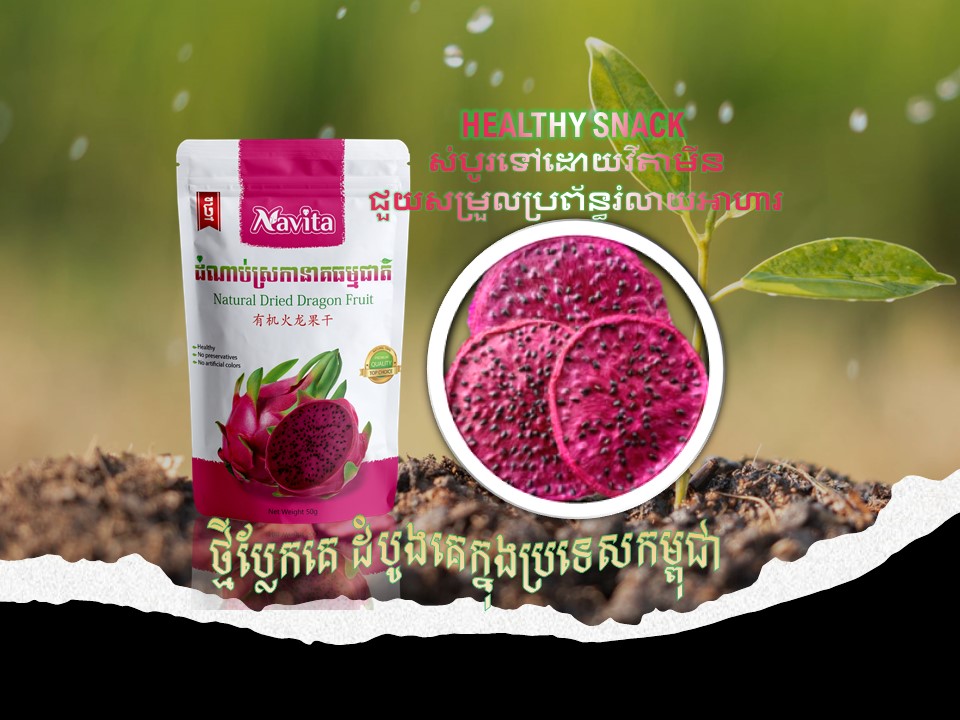 HEALTHY SNACK
សំបូរទៅដោយវីតាមីន
ជួយសម្រួលប្រព័ន្ធរំលាយអាហារ
ថ្មី
Navita
ដំណាប់ស្រកានាគធម្មជាតិ
Natural Dried Dragon Fruit
有机火龙果干
Healthy
No preservatives
No artificial colors
PREMIUM
QUALITY
TOP CHOICE
Net Weight 50g
ថ្មីប្លែកគេ ដំបូងគេក្នុងប្រទេសកម្ពុជា